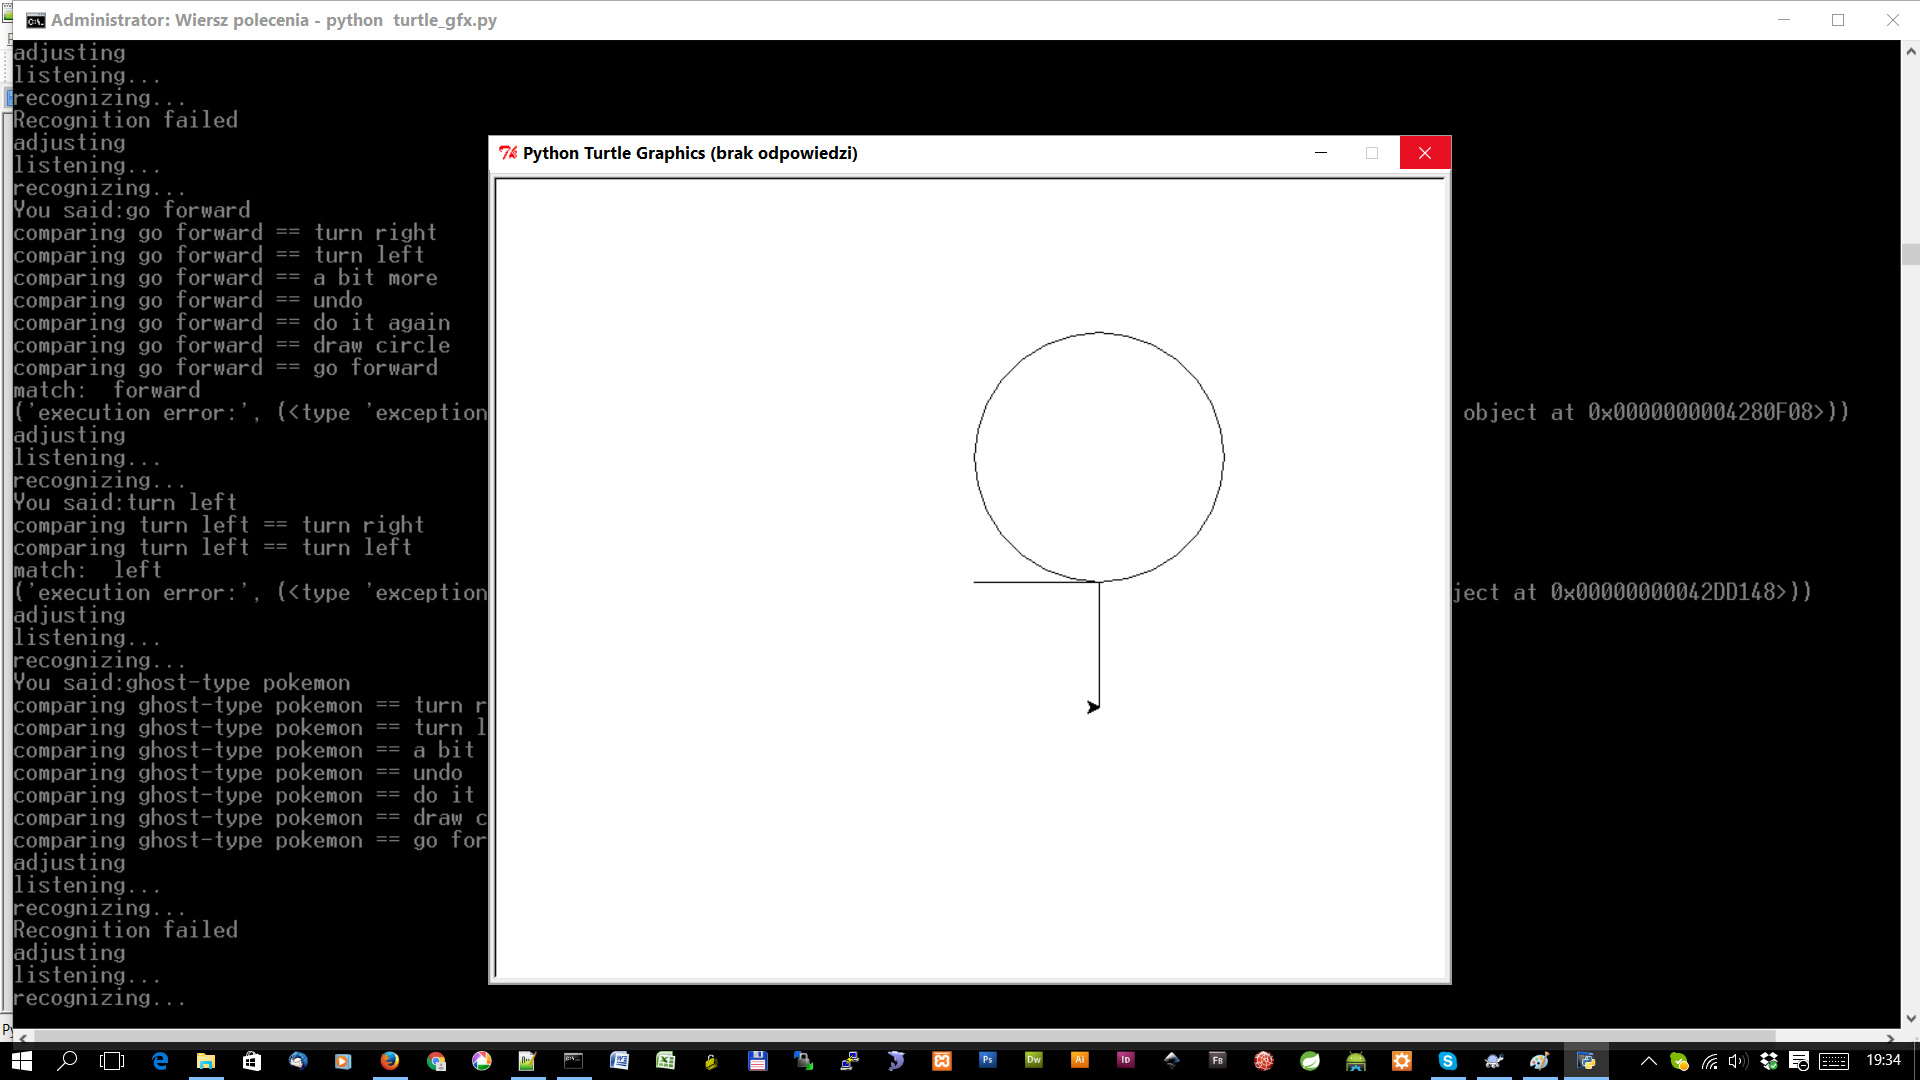 Administrator: Wiersz polecenia - python  turtle_gfx.py
adjusting
listening...
recognizing...
Recognition failed
adjusting
listening...
recognizing...
You said:go forward
comparing go forward == turn right
comparing go forward == turn left
comparing go forward == a bit more
comparing go forward == undo
comparing go forward == do it again
comparing go forward == draw circle
comparing go forward == go forward
match:  forward
('execution error:', (<type 'exception object at 0x0000000004280F08>))
adjusting
listening...
recognizing...
You said:turn left
comparing turn left == turn right
comparing turn left == turn left
match:  left
('execution error:', (<type 'exception ject at 0x00000000042DD148>))
adjusting
listening...
recognizing...
You said:ghost-type pokemon
comparing ghost-type pokemon == turn r
comparing ghost-type pokemon == turn l
comparing ghost-type pokemon == a bit
comparing ghost-type pokemon == undo
comparing ghost-type pokemon == do it
comparing ghost-type pokemon == draw c
comparing ghost-type pokemon == go for
adjusting
listening...
recognizing...
Recognition failed
adjusting
listening...
recognizing...
Python Turtle Graphics (brak odpowiedzi)
Py
Ps
Dw
Ai
Id
FB
19:34